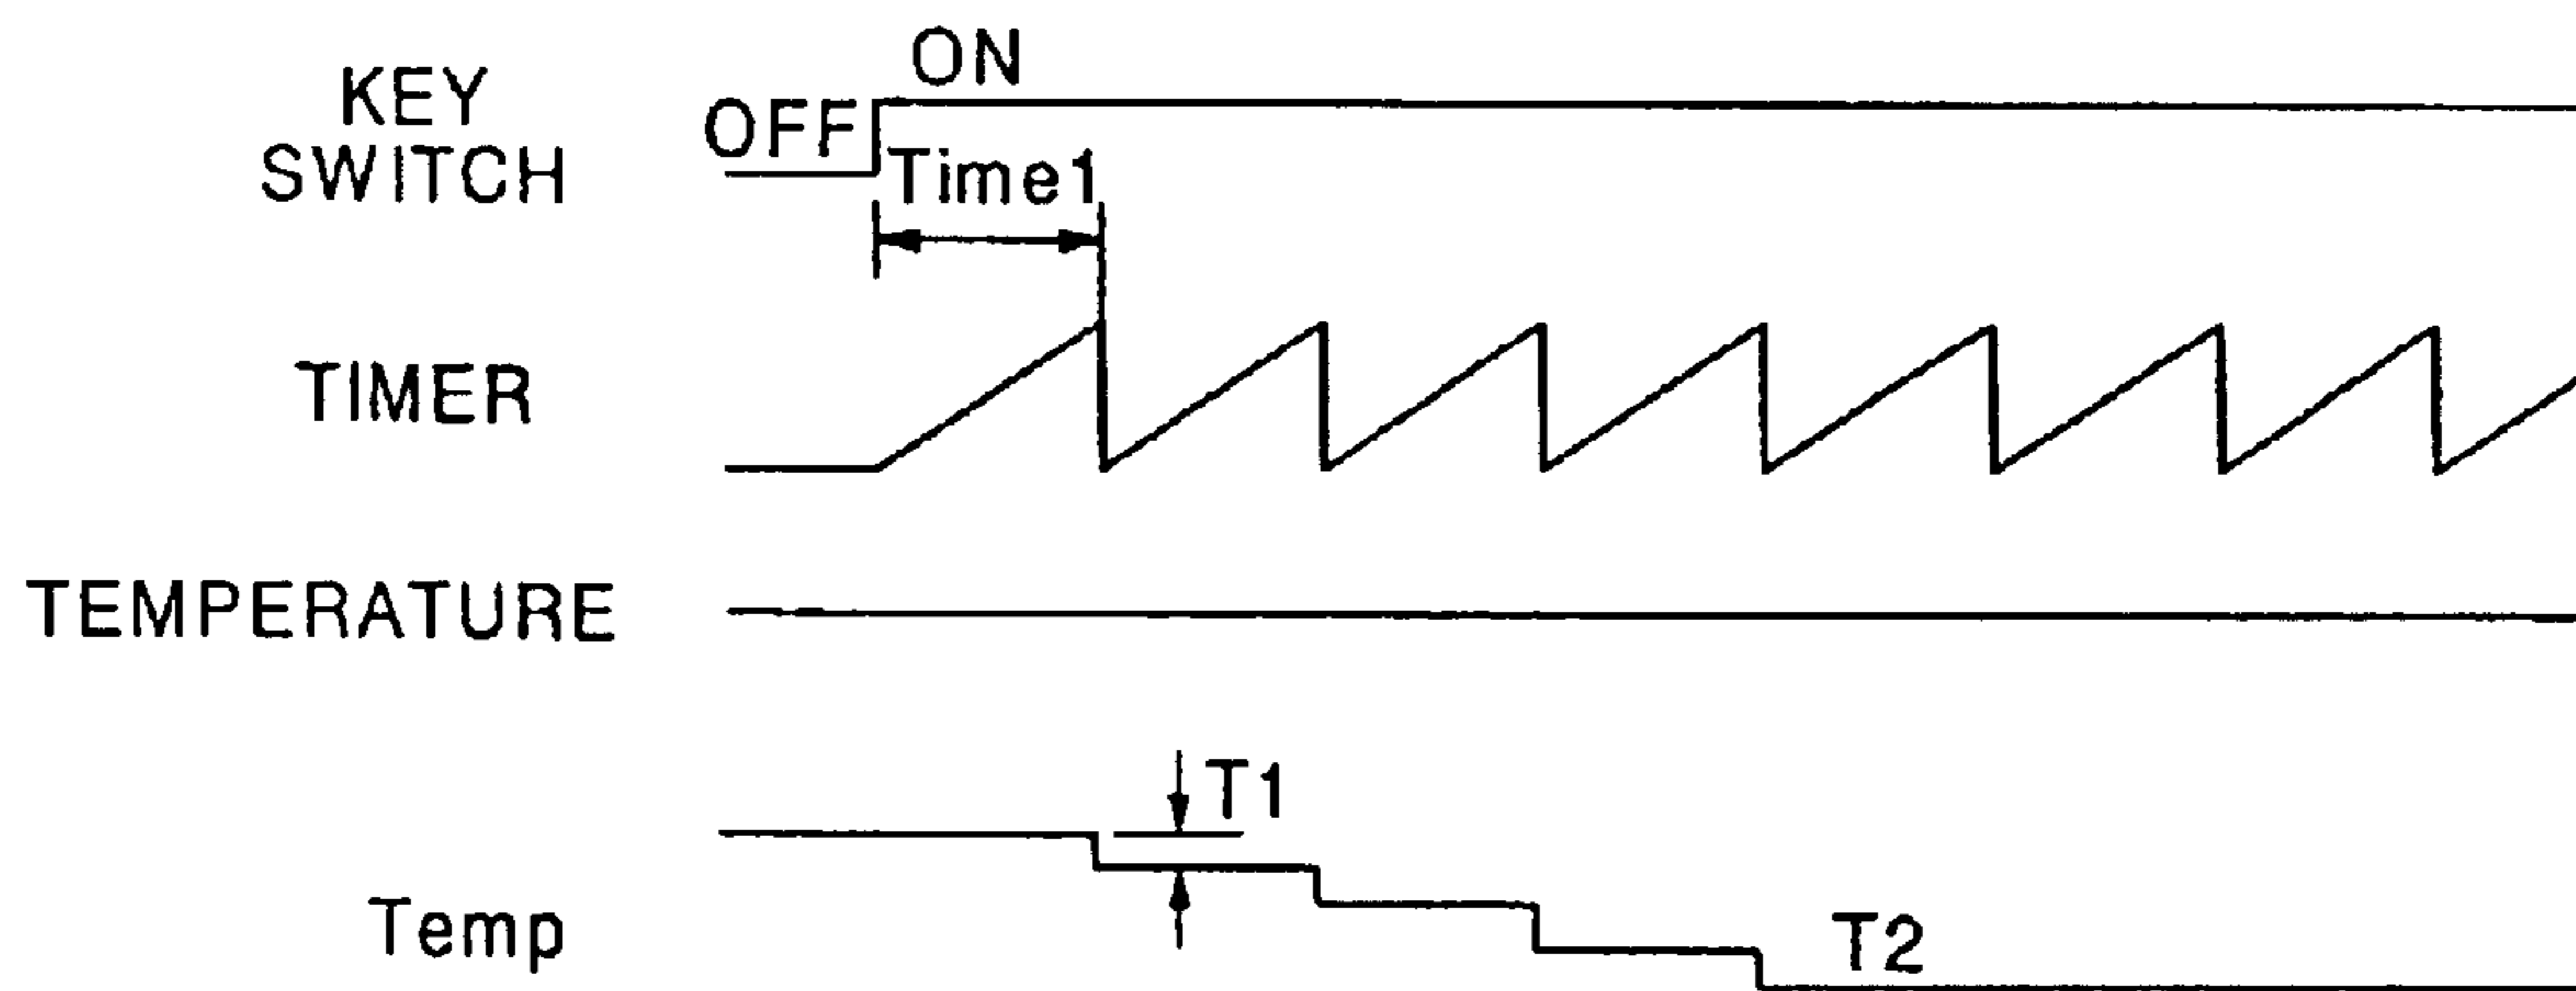 KEY
SWITCH
OFF
ON
Time1
TIMER
TEMPERATURE
T1
Temp
T2